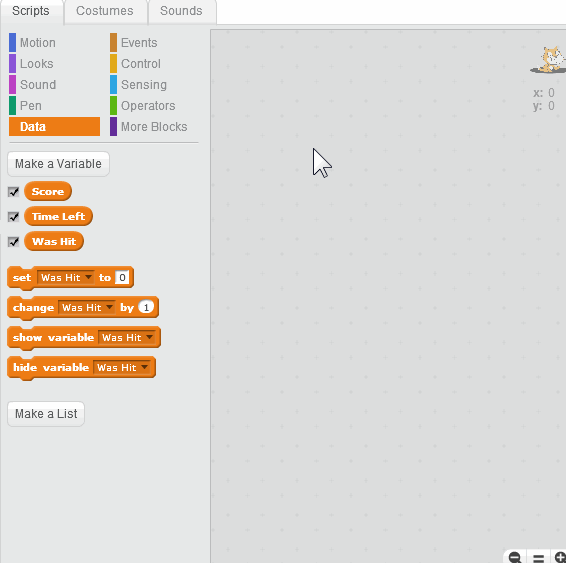 Scripts Costumes Sounds
Motion Events
Looks Control
Sound Sensing
Pen Operators
Data More Blocks
x: 0
y: 0
Make a Variable
Score
Time Left
Was Hit
set Was Hit to 0
change Was Hit by 1
show variable Was Hit
hide variable Was Hit
Make a List